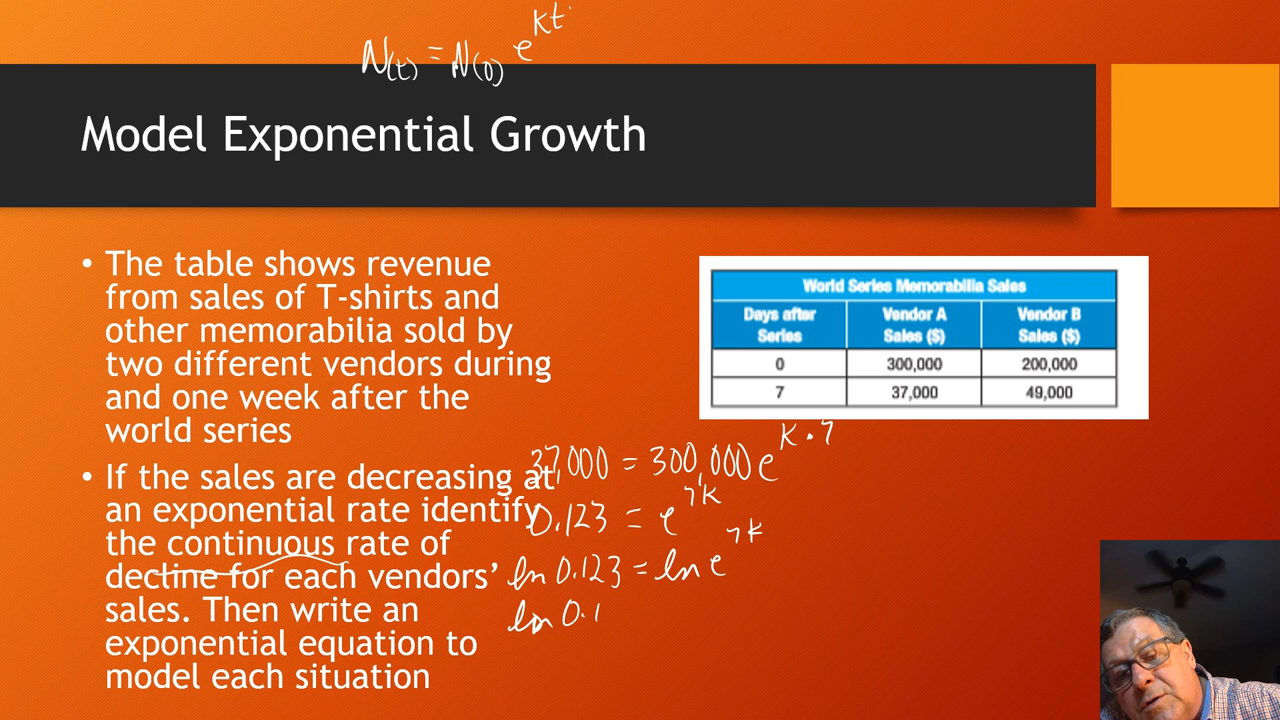 N(t) = N(0) e^kt
Model Exponential Growth
• The table shows revenue
from sales of T-shirts and
other memorabilia sold by
two different vendors during
and one week after the
world series
• If the sales are decreasing at
an exponential rate identify
the continuous rate of
decline for each vendors’
sales. Then write an
exponential equation to
model each situation
World Series Memorabilia Sales
Days after Series Vendor A Sales ($) Vendor B Sales ($)
0 300,000 200,000
7 37,000 49,000
37,000 = 300,000 e^k·7
0.123 = e^7k
ln 0.123 = ln e^7k
ln 0.1